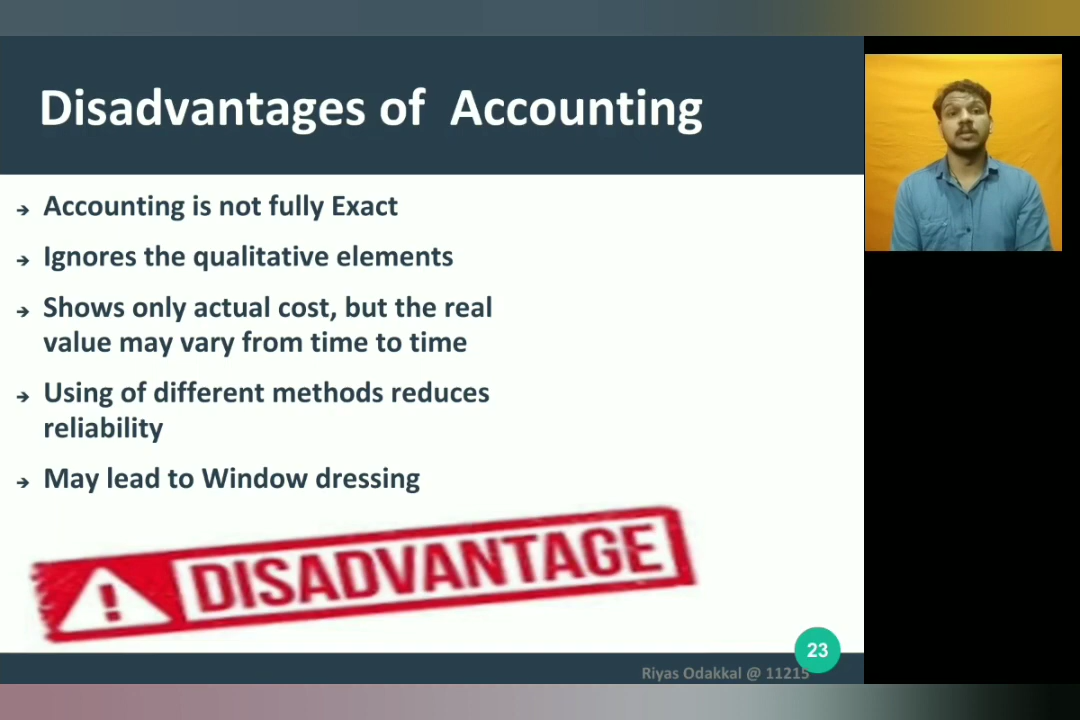 Disadvantages of Accounting
➔ Accounting is not fully Exact
➔ Ignores the qualitative elements
➔ Shows only actual cost, but the real
value may vary from time to time
➔ Using of different methods reduces
reliability
➔ May lead to Window dressing
! DISADVANTAGE
23
Riyas Odakkal @ 11215